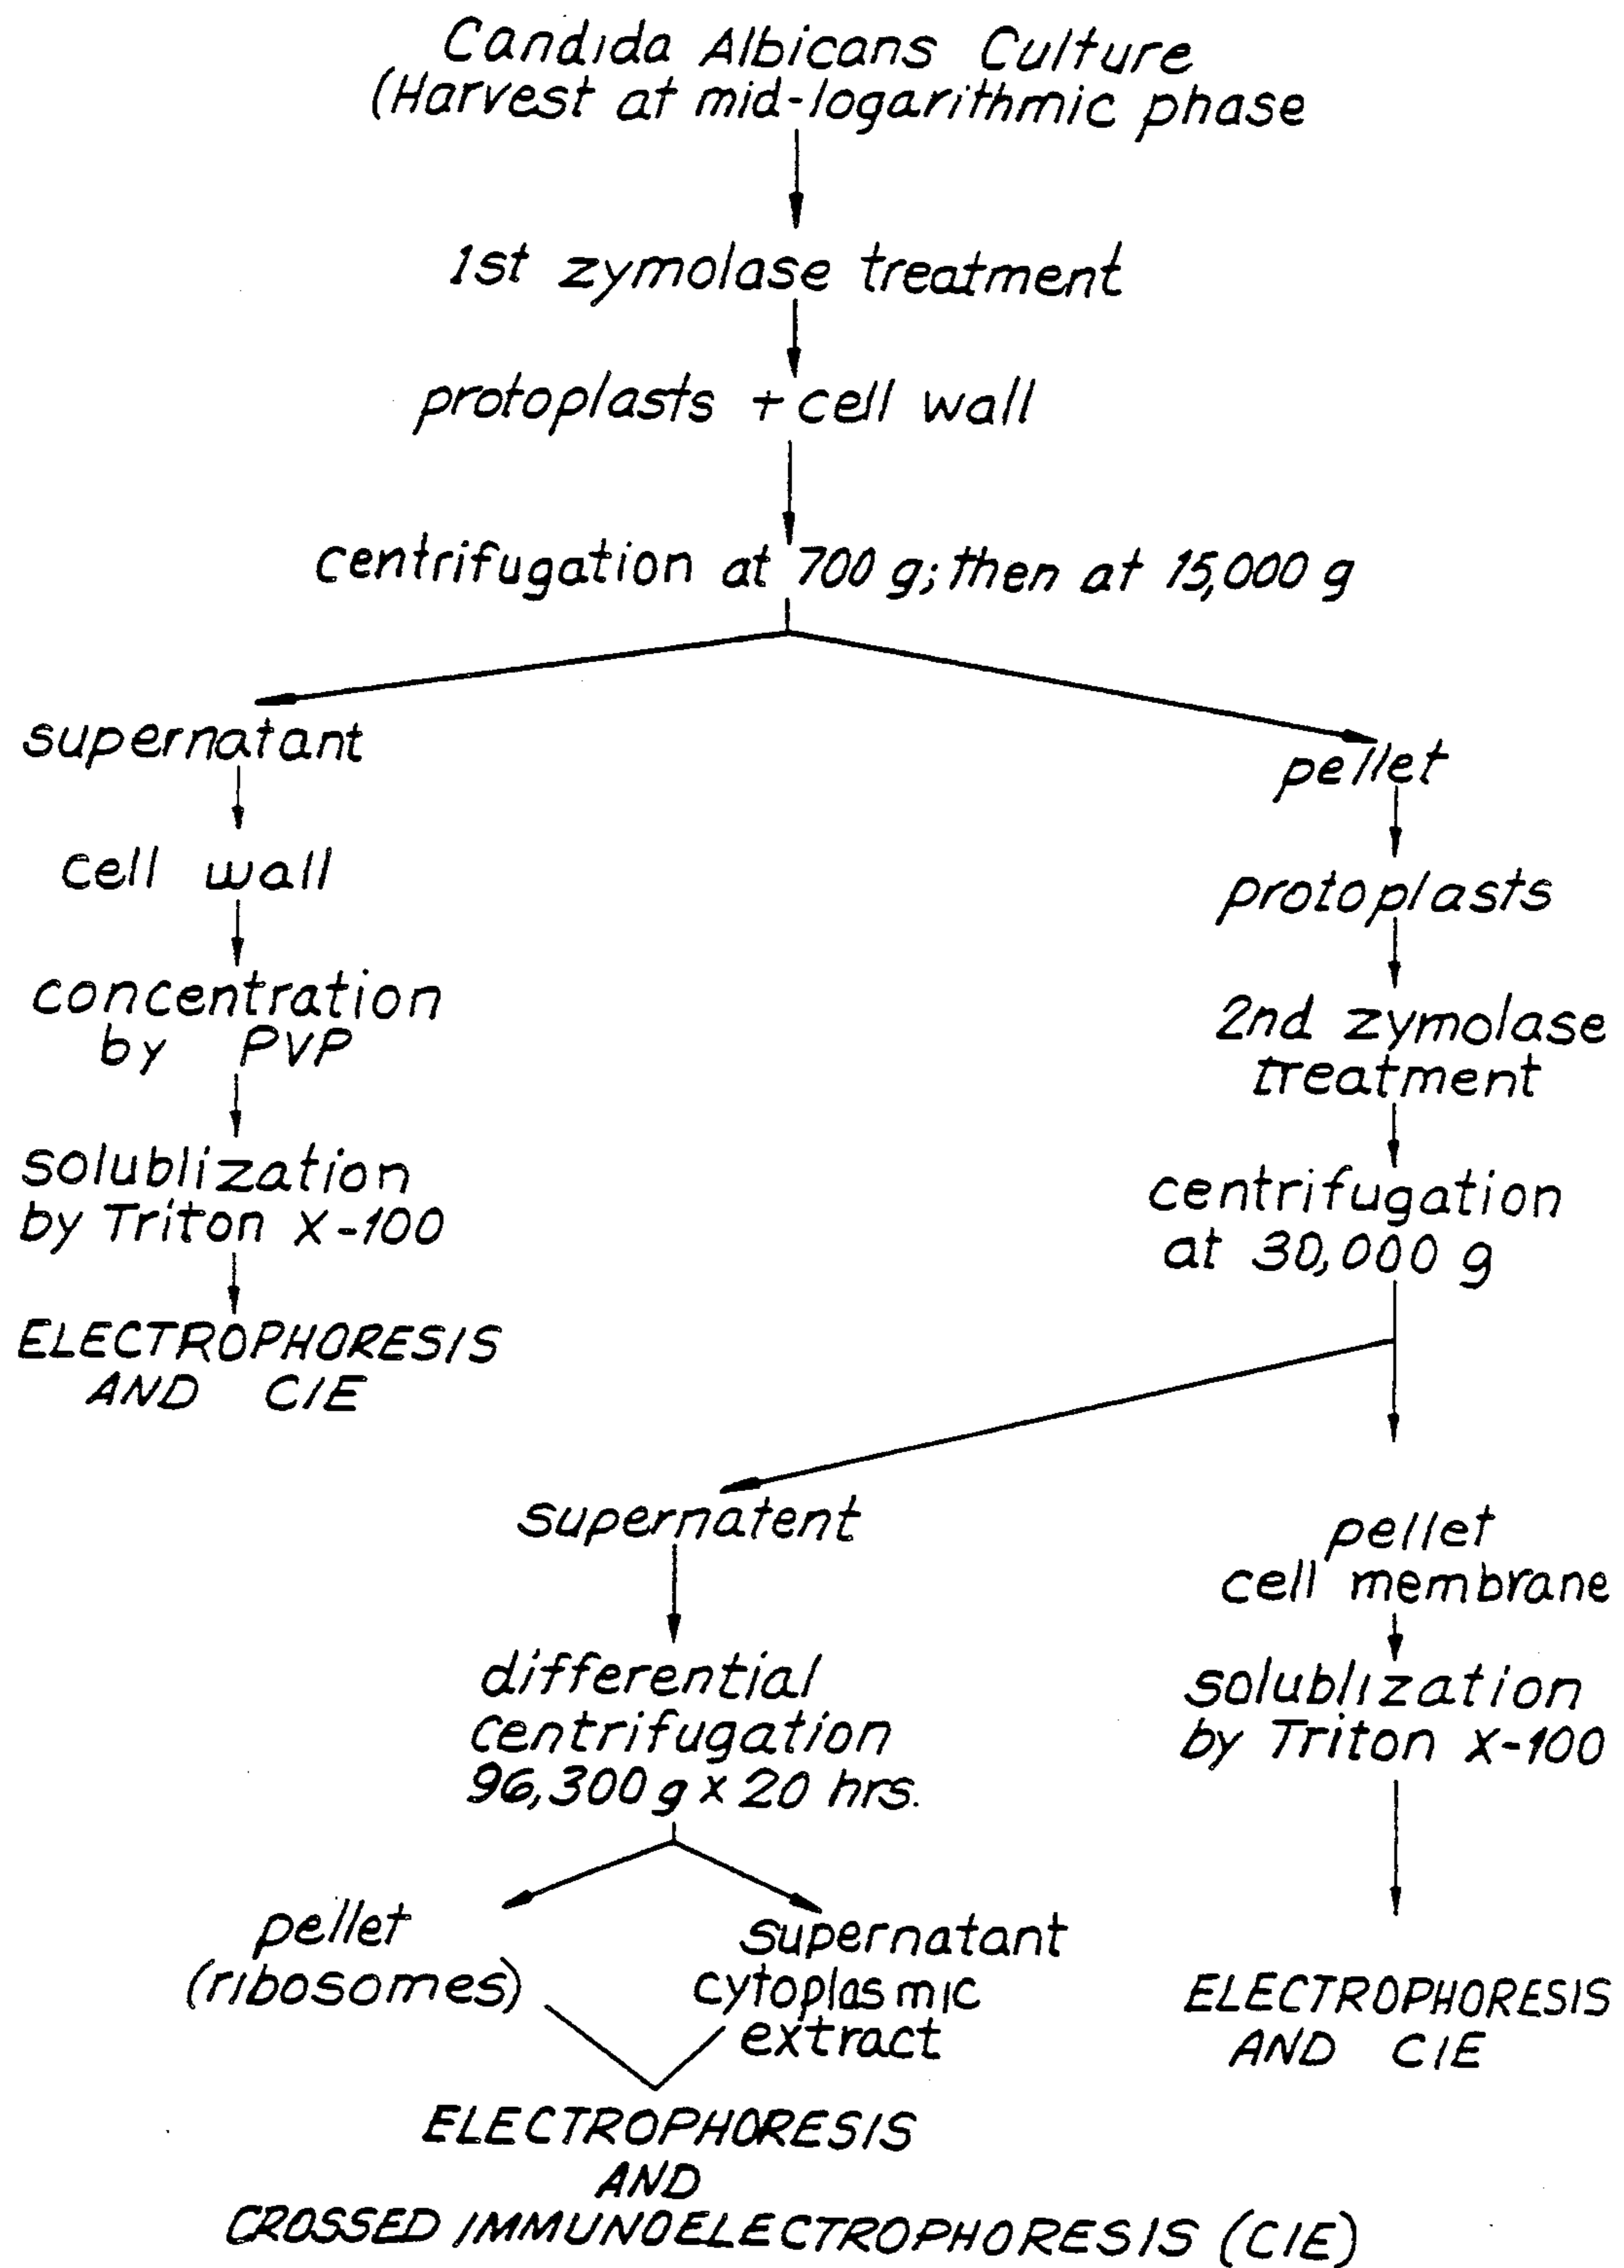 Candida Albicans Culture
(Harvest at mid-logarithmic phase
1st zymolase treatment
protoplasts + cell wall
centrifugation at 700 g; then at 15,000 g
supernatant
cell wall
concentration
by PVP
solublization
by Triton X-100
ELECTROPHORESIS
AND CIE
pellet
protoplasts
2nd zymolase
treatment
centrifugation
at 30,000 g
supernatent
differential
centrifugation
96,300 g x 20 hrs.
pellet
(ribosomes)
supernatant
cytoplasmic
extract
ELECTROPHORESIS
AND
CROSSED IMMUNOELECTROPHORESIS (CIE)
pellet
cell membrane
solublization
by Triton X-100
ELECTROPHORESIS
AND CIE